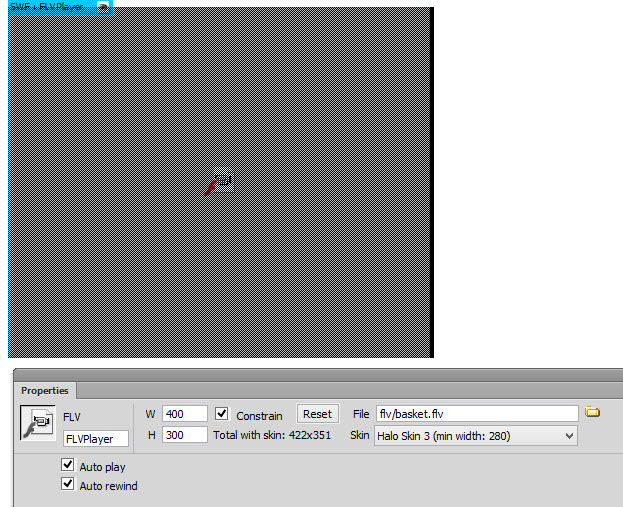 SWF : FLVPlayer
Properties
FLV
FLVPlayer
W 400 Constrain Reset File flv/basket.flv
H 300 Total with skin: 422x351 Skin Halo Skin 3 (min width: 280)
Auto play
Auto rewind